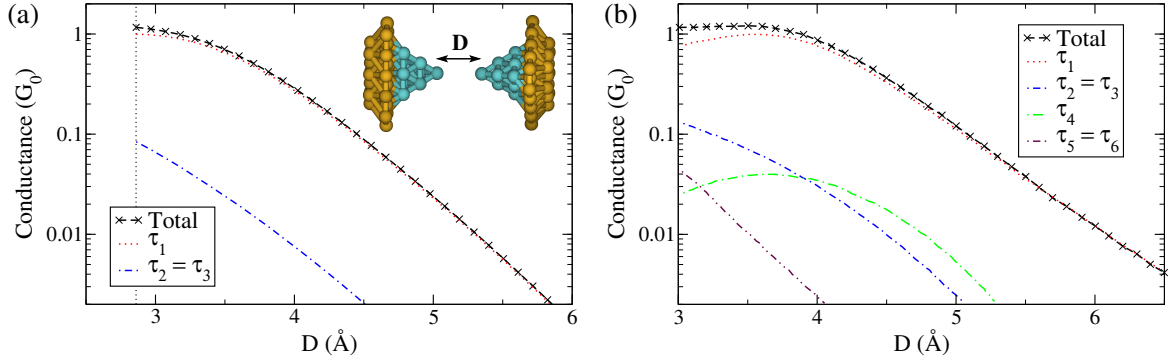 (a)
Conductance (G0)
1
0.1
0.01
D
Total
τ1
τ2 = τ3
3
4
5
6
D (Å)
(b)
Conductance (G0)
1
0.1
0.01
Total
τ1
τ2 = τ3
τ4
τ5 = τ6
3
4
5
6
D (Å)